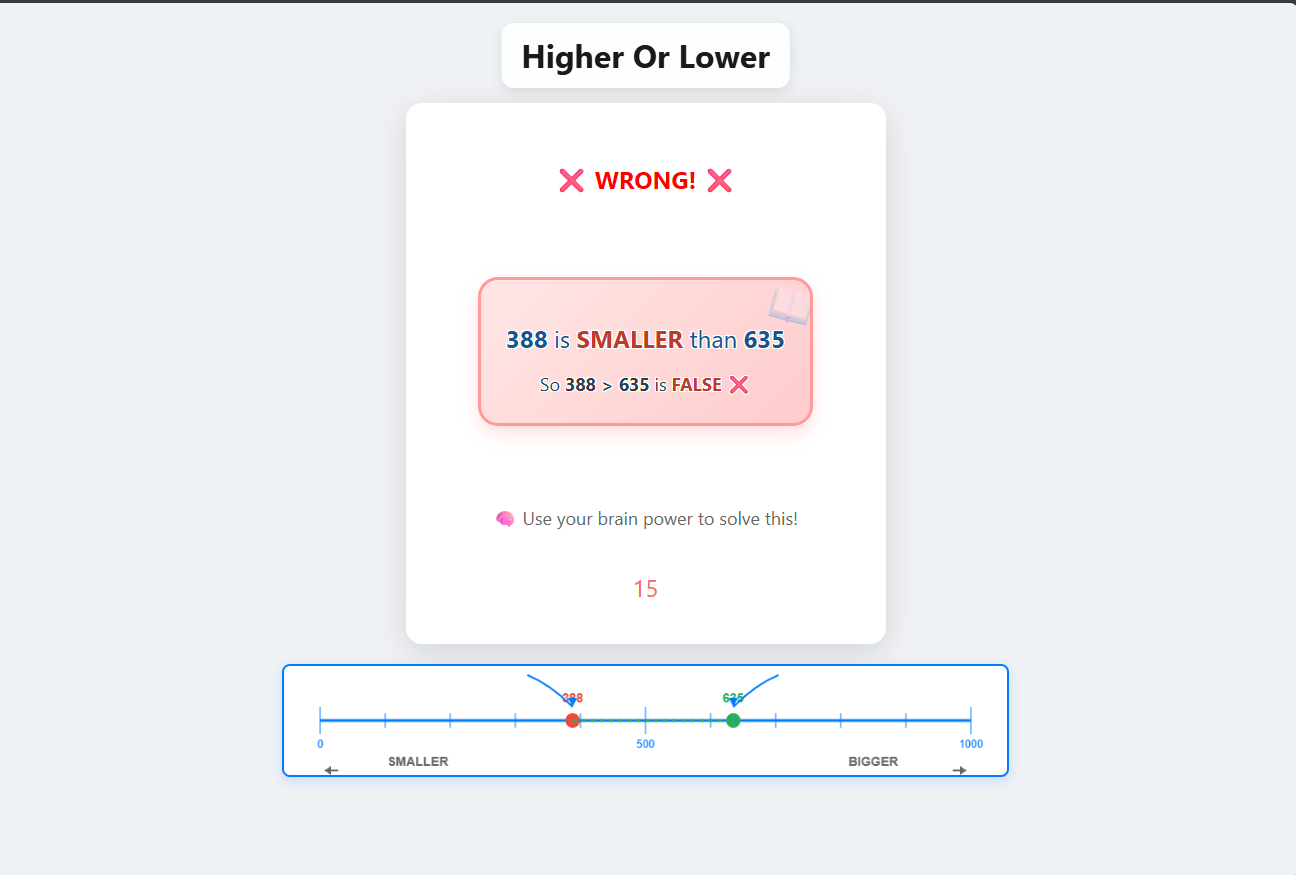 Higher Or Lower
❌ WRONG! ❌
388 is SMALLER than 635
So 388 > 635 is FALSE ❌
🧠 Use your brain power to solve this!
15
388 635
0 500 1000
SMALLER BIGGER